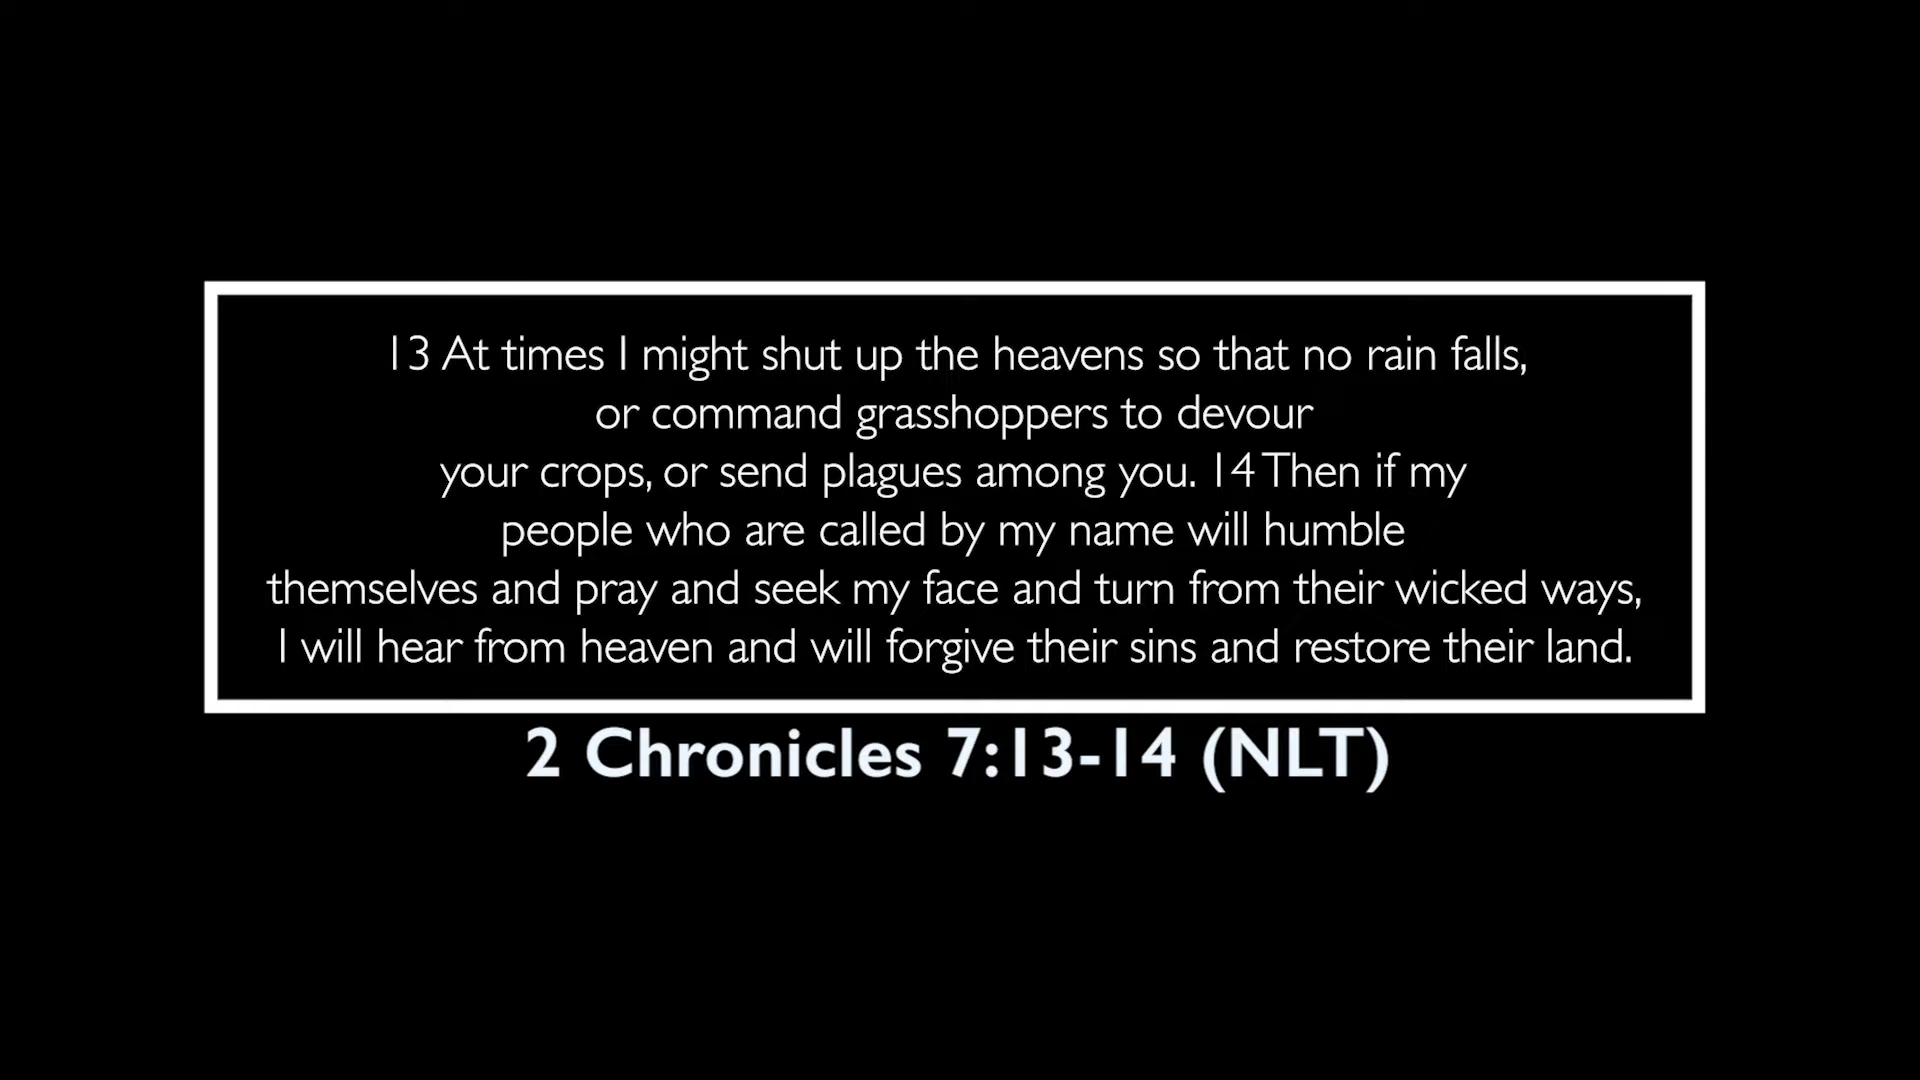 13 At times I might shut up the heavens so that no rain falls,
or command grasshoppers to devour
your crops, or send plagues among you. 14 Then if my
people who are called by my name will humble
themselves and pray and seek my face and turn from their wicked ways,
I will hear from heaven and will forgive their sins and restore their land.
2 Chronicles 7:13-14 (NLT)